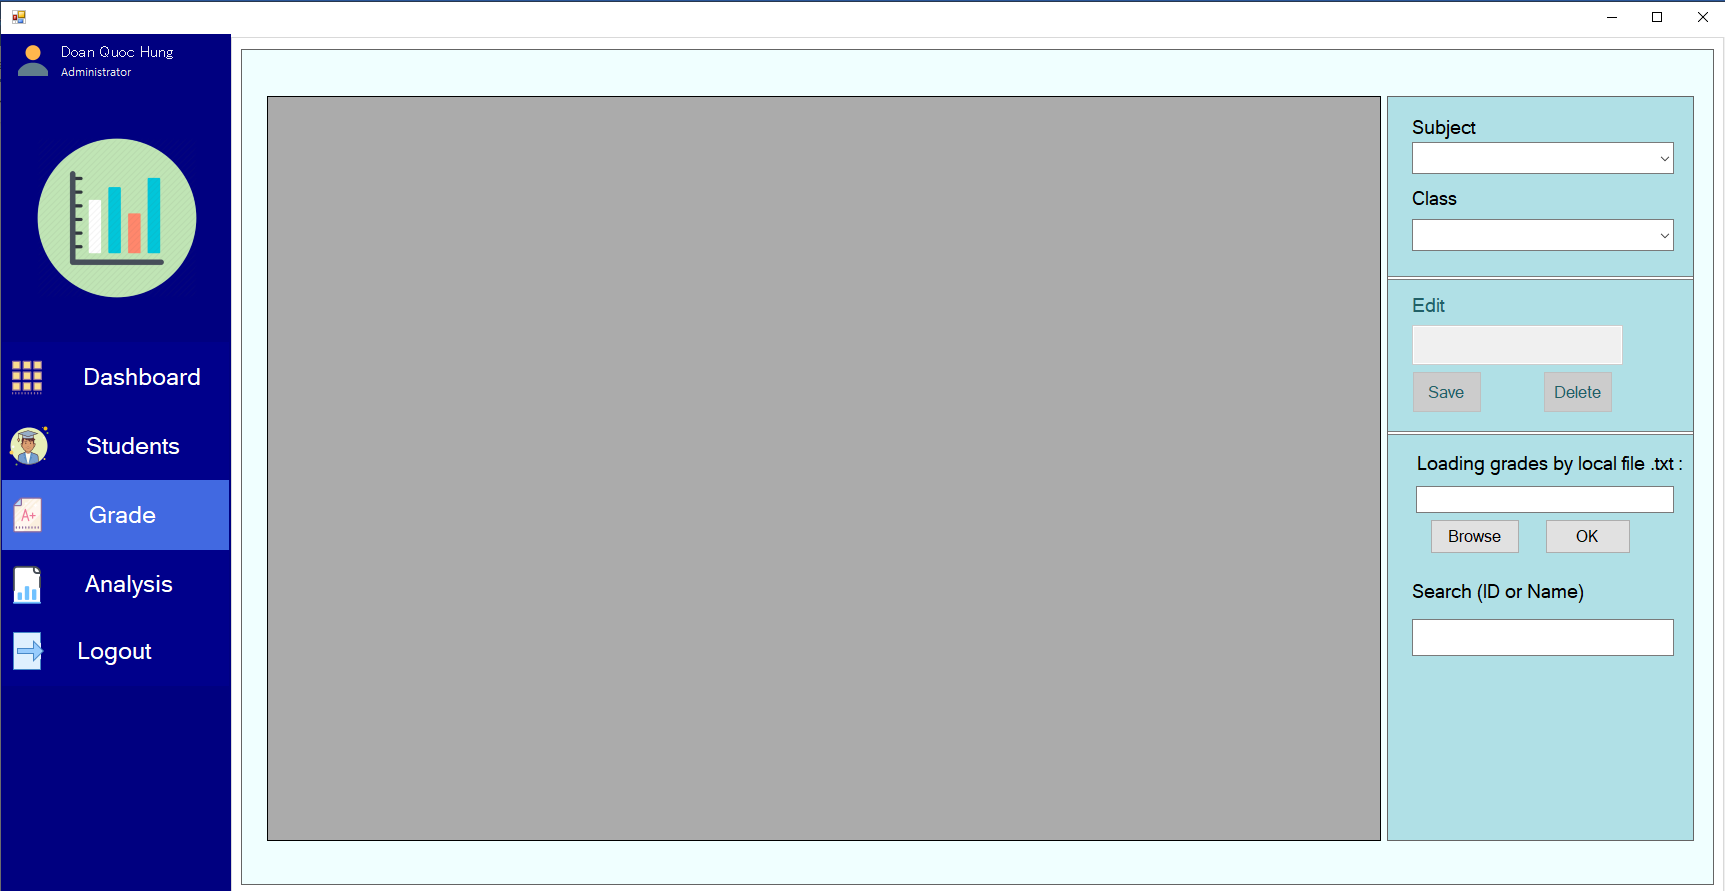 Doan Quoc Hung
Administrator
Dashboard
Students
A+
Grade
Analysis
Logout
Subject
Class
Edit
Save
Delete
Loading grades by local file .txt :
Browse
OK
Search (ID or Name)